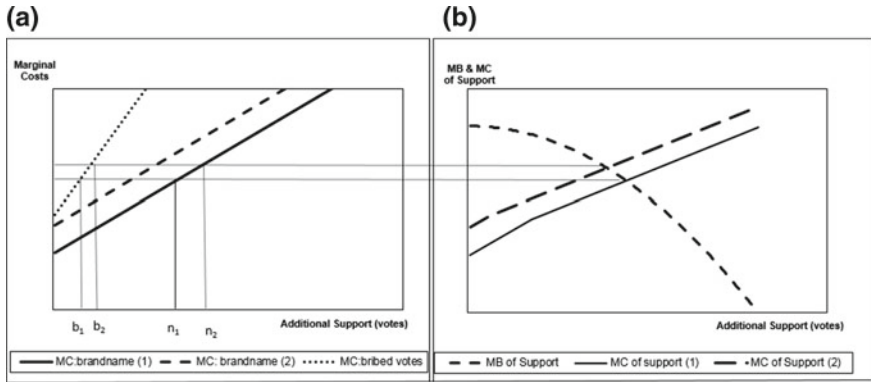 (a)
Marginal
Costs
b1
b2
n1
n2
Additional Support (votes)
MC:brandname (1)
MC: brandname (2)
MC:bribed votes
(b)
MB & MC
of Support
Additional Support (votes)
MB of Support
MC of support (1)
MC of Support (2)